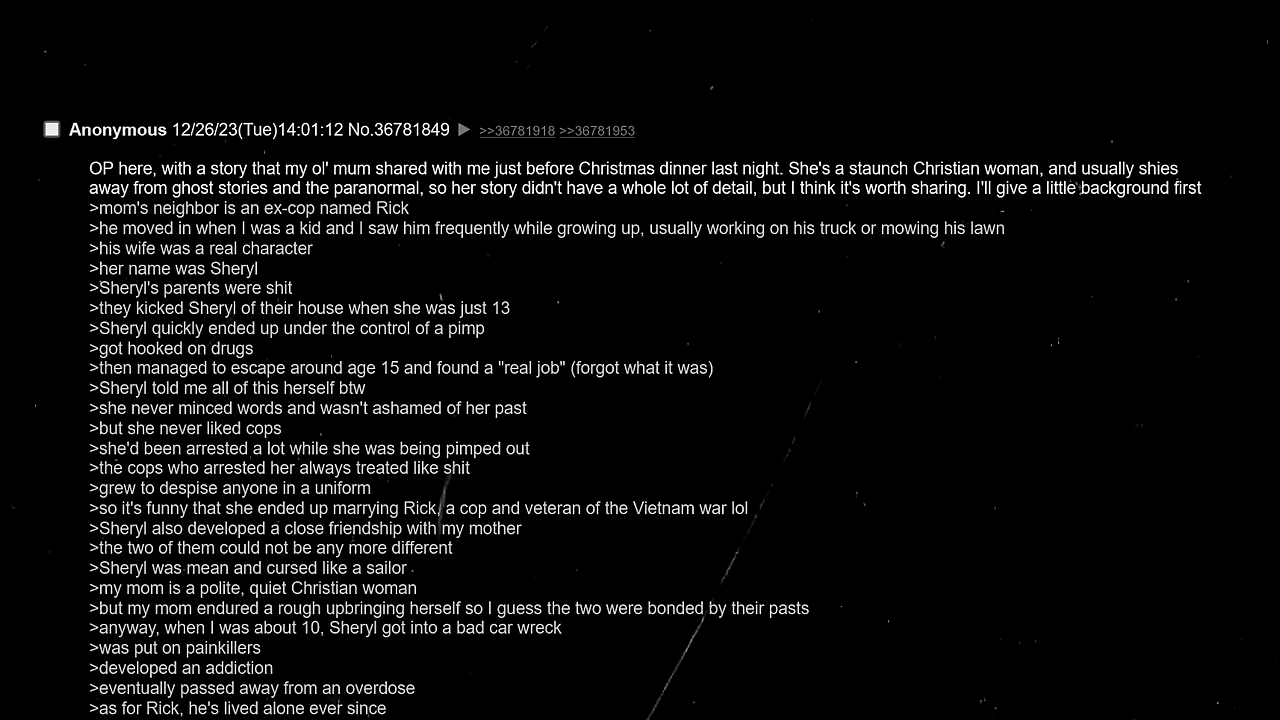 Anonymous 12/26/23(Tue)14:01:12 No.36781849 ▶ >>36781918 >>36781953
OP here, with a story that my ol' mum shared with me just before Christmas dinner last night. She's a staunch Christian woman, and usually shies
away from ghost stories and the paranormal, so her story didn't have a whole lot of detail, but I think it's worth sharing. I'll give a little background first
>mom's neighbor is an ex-cop named Rick
>he moved in when I was a kid and I saw him frequently while growing up, usually working on his truck or mowing his lawn
>his wife was a real character
>her name was Sheryl
>Sheryl's parents were shit
>they kicked Sheryl of their house when she was just 13
>Sheryl quickly ended up under the control of a pimp
>got hooked on drugs
>then managed to escape around age 15 and found a "real job" (forgot what it was)
>Sheryl told me all of this herself btw
>she never minced words and wasn't ashamed of her past
>but she never liked cops
>she'd been arrested a lot while she was being pimped out
>the cops who arrested her always treated like shit
>grew to despise anyone in a uniform
>so it's funny that she ended up marrying Rick, a cop and veteran of the Vietnam war lol
>Sheryl also developed a close friendship with my mother
>the two of them could not be any more different
>Sheryl was mean and cursed like a sailor
>my mom is a polite, quiet Christian woman
>but my mom endured a rough upbringing herself so I guess the two were bonded by their pasts
>anyway, when I was about 10, Sheryl got into a bad car wreck
>was put on painkillers
>developed an addiction
>eventually passed away from an overdose
>as for Rick, he's lived alone ever since